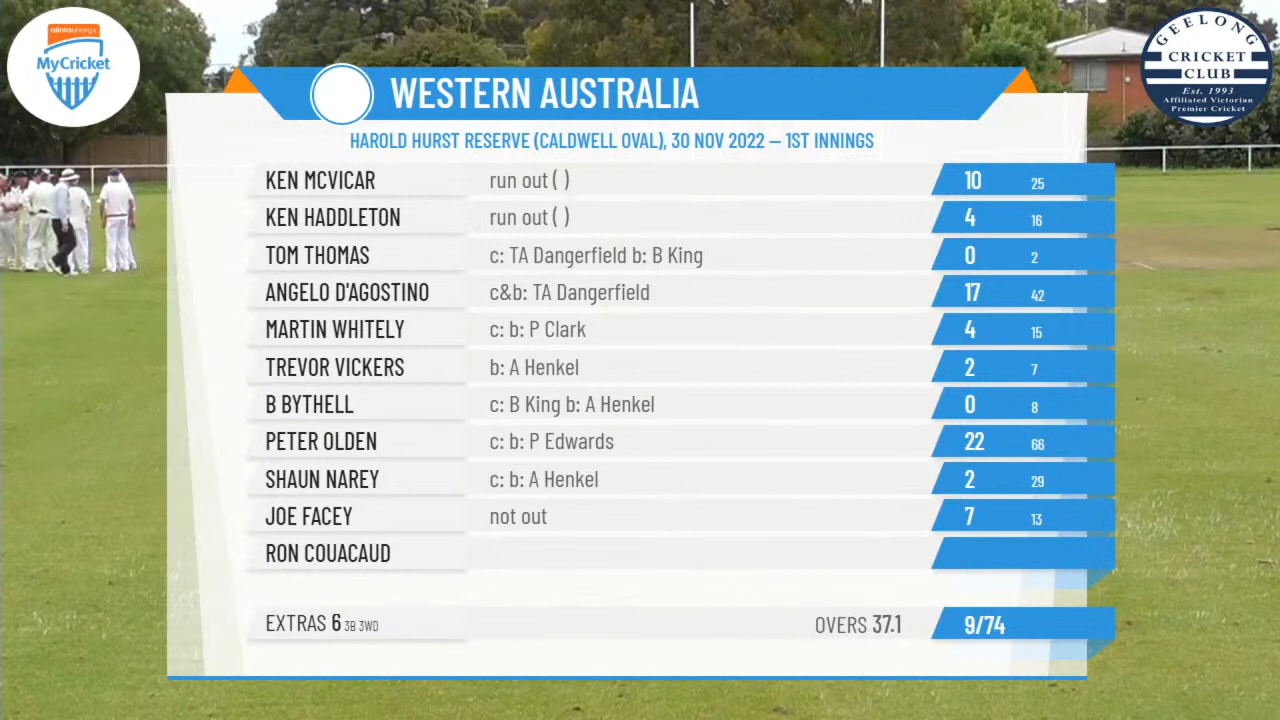 alintaenergy
MyCricket
GEELONG
CRICKET
CLUB
Est. 1993
Affiliated Victorian
Premier Cricket
WESTERN AUSTRALIA
HAROLD HURST RESERVE (CALDWELL OVAL), 30 NOV 2022 – 1ST INNINGS
KEN MCVICAR run out ( ) 10 25
KEN HADDLETON run out ( ) 4 16
TOM THOMAS c: TA Dangerfield b: B King 0 2
ANGELO D'AGOSTINO c&b: TA Dangerfield 17 42
MARTIN WHITELY c: b: P Clark 4 15
TREVOR VICKERS b: A Henkel 2 7
B BYTHELL c: B King b: A Henkel 0 8
PETER OLDEN c: b: P Edwards 22 66
SHAUN NAREY c: b: A Henkel 2 29
JOE FACEY not out 7 13
RON COUACAUD
EXTRAS 6 3B 3WD OVERS 37.1 9/74